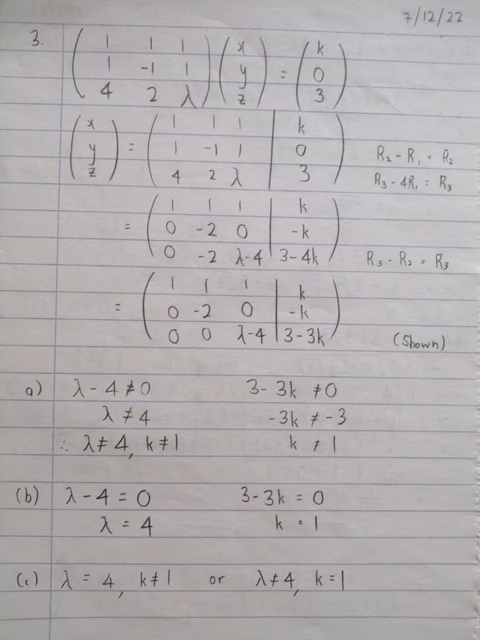 7/12/22
3. ( 1 1 1 ) ( x ) = ( k )
( 1 -1 1 ) ( y ) ( 0 )
( 4 2 λ ) ( z ) ( 3 )
( x ) = ( 1 1 1 | k )
( y ) ( 1 -1 1 | 0 ) R₂ - R₁ = R₂
( z ) ( 4 2 λ | 3 ) R₃ - 4R₁ = R₃
= ( 1 1 1 | k )
( 0 -2 0 | -k )
( 0 -2 λ-4 | 3-4k ) R₃ - R₂ = R₃
= ( 1 1 1 | k )
( 0 -2 0 | -k )
( 0 0 λ-4 | 3-3k ) (Shown)
a) λ - 4 ≠ 0 3 - 3k ≠ 0
λ ≠ 4 -3k ≠ -3
∴ λ ≠ 4, k ≠ 1 k ≠ 1
(b) λ - 4 = 0 3 - 3k = 0
λ = 4 k = 1
(c) λ = 4, k ≠ 1 or λ ≠ 4, k = 1